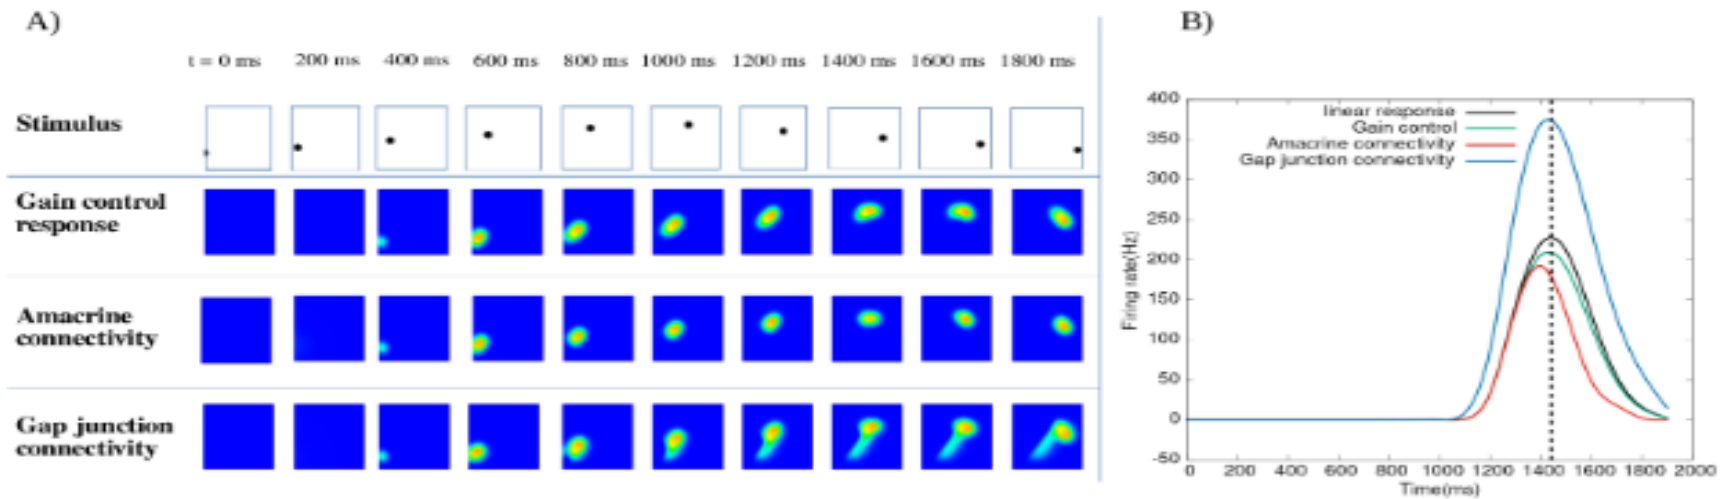 A)
t = 0 ms 200 ms 400 ms 600 ms 800 ms 1000 ms 1200 ms 1400 ms 1600 ms 1800 ms
Stimulus
Gain control
response
Amacrine
connectivity
Gap junction
connectivity
B)
400
350
300
250
200
150
100
50
0
-50
Firing rate(Hz)
linear response
Gain control
Amacrine connectivity
Gap junction connectivity
0 200 400 600 800 1000 1200 1400 1600 1800 2000
Time(ms)